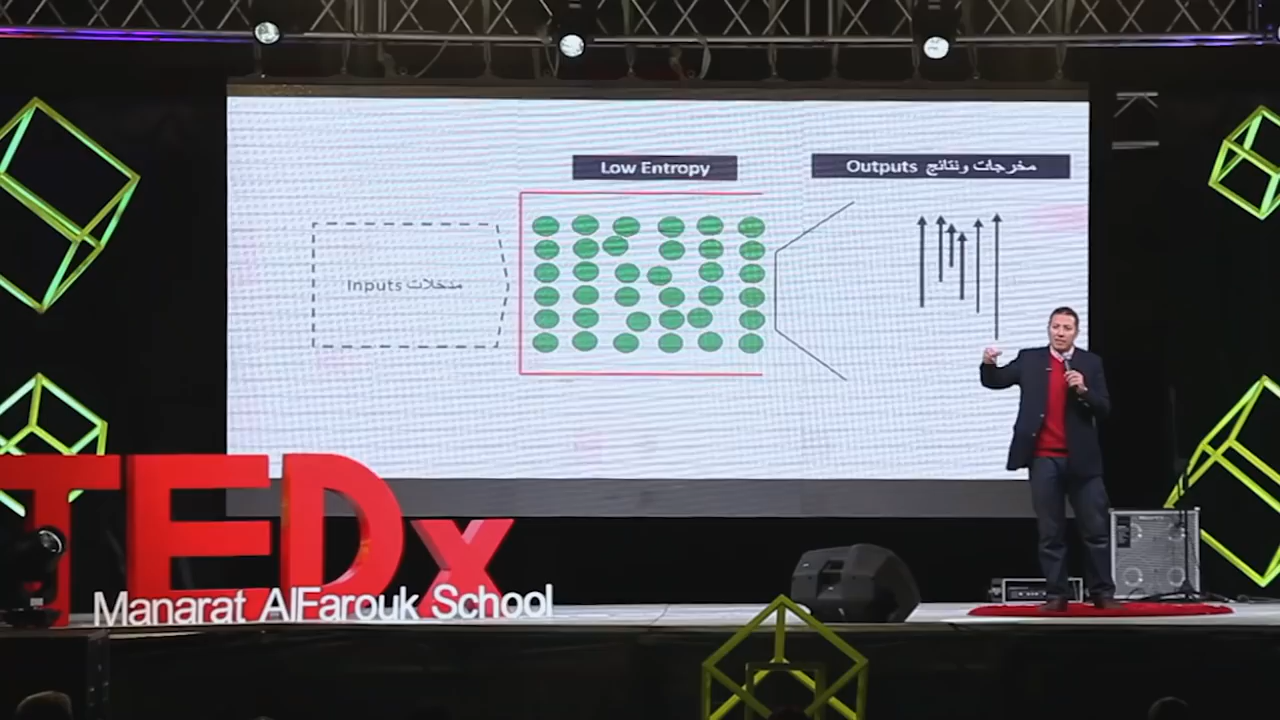 Low Entropy
Outputs مخرجات ونتائج
Inputs مدخلات
TEDx
Manarat AlFarouk School